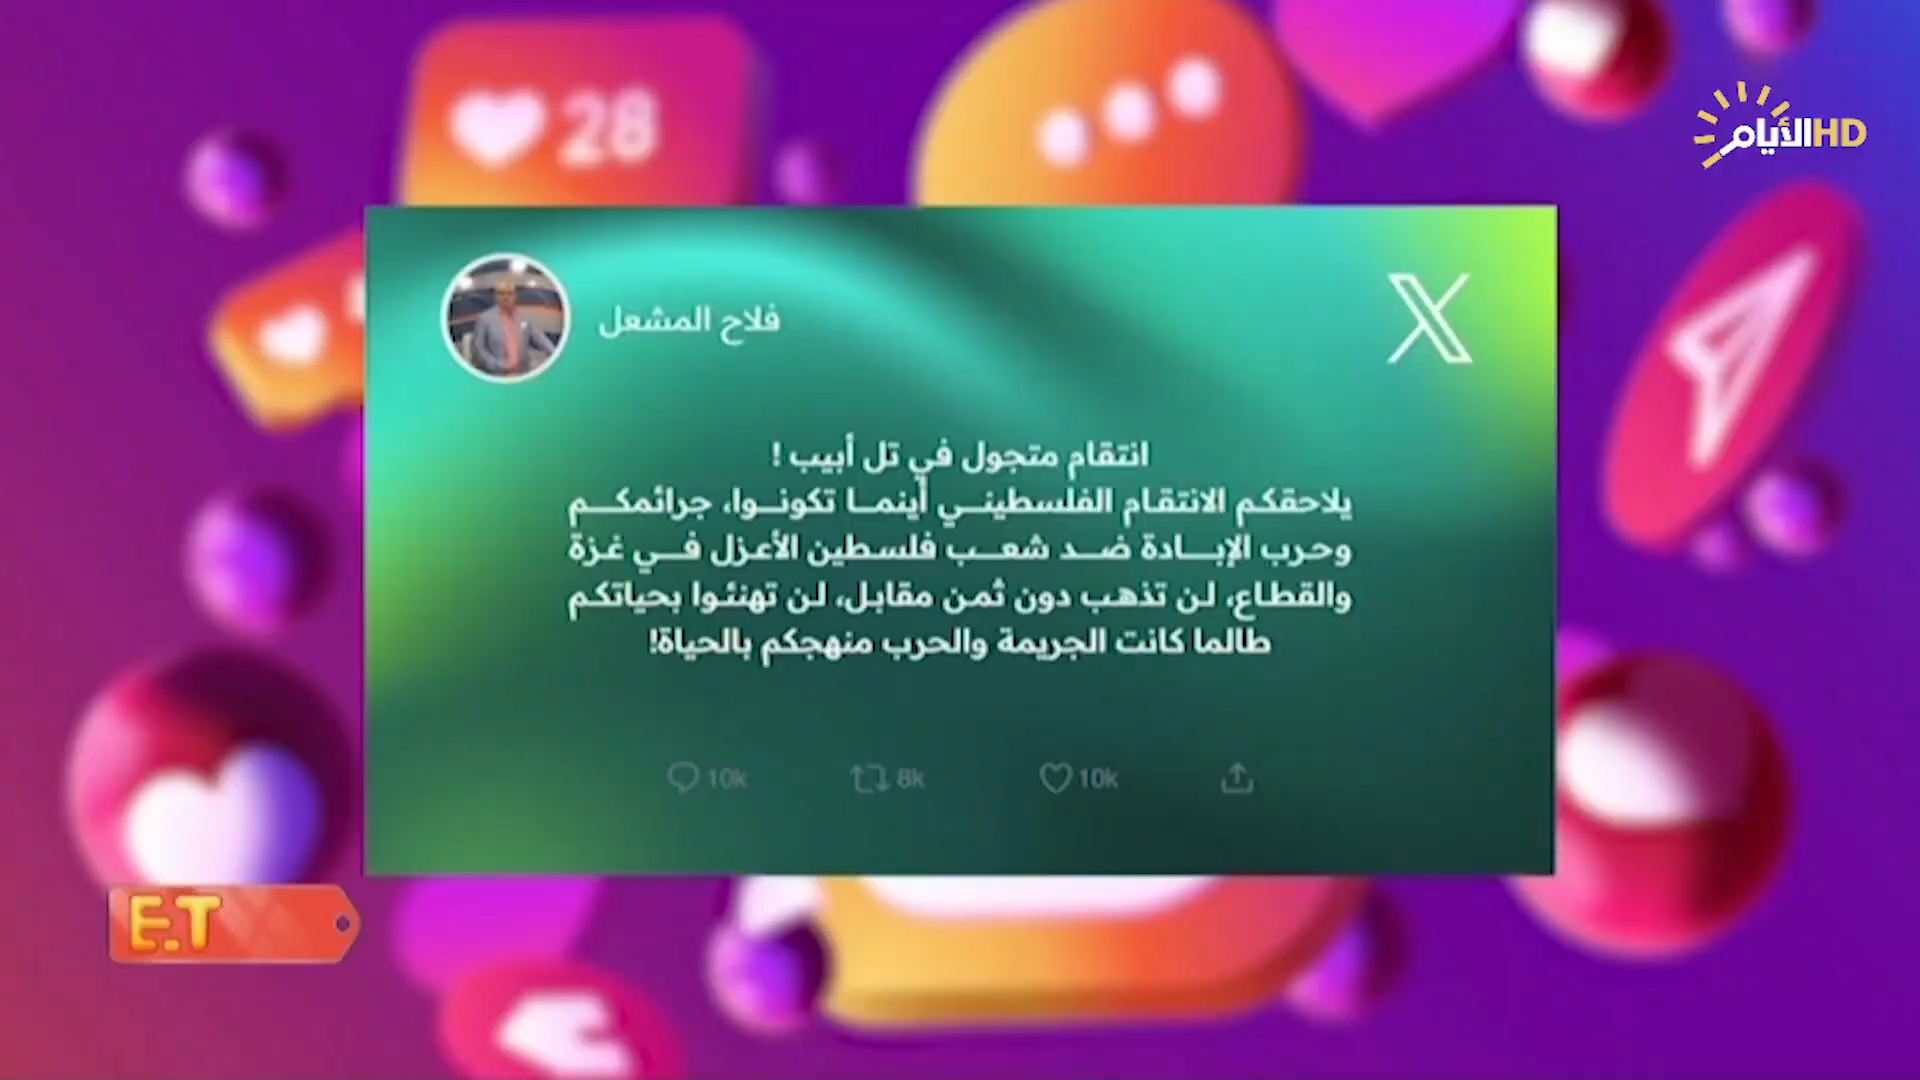 28
الأيام HD
فلاح المشعل
X
انتقام متجول في تل أبيب !
يلاحقكم الانتقام الفلسطيني أينما تكونوا، جرائمكم
وحرب الإبادة ضد شعب فلسطين الأعزل في غزة
والقطاع، لن تذهب دون ثمن مقابل، لن تهنئوا بحياتكم
طالما كانت الجريمة والحرب منهجكم بالحياة!
10k 8k 10k
E.T